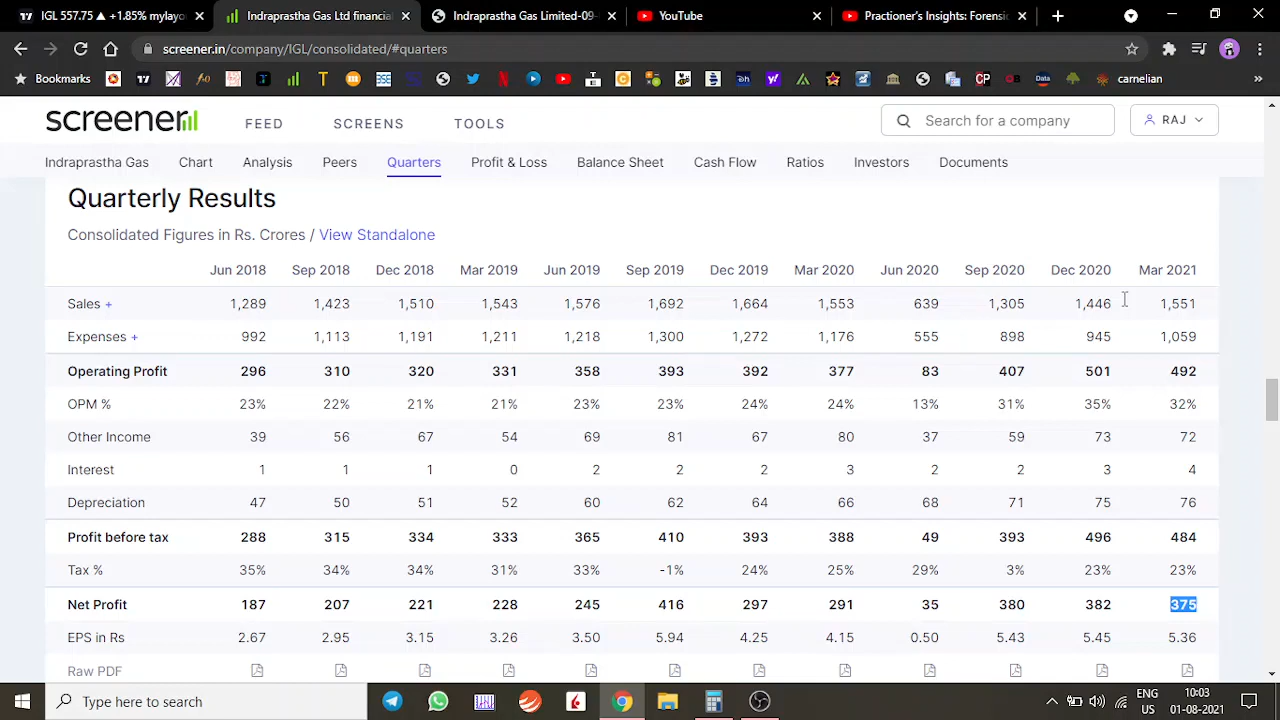 IGL 557.75 ▲ +1.85% mylayo
Indraprastha Gas Ltd financial
Indraprastha Gas Limited-09-
YouTube
Practioner's Insights: Forensi
screener.in/company/IGL/consolidated/#quarters
Bookmarks
carnelian
screener
FEED SCREENS TOOLS
Search for a company
RAJ
Indraprastha Gas Chart Analysis Peers Quarters Profit & Loss Balance Sheet Cash Flow Ratios Investors Documents
Quarterly Results
Consolidated Figures in Rs. Crores / View Standalone
Jun 2018 Sep 2018 Dec 2018 Mar 2019 Jun 2019 Sep 2019 Dec 2019 Mar 2020 Jun 2020 Sep 2020 Dec 2020 Mar 2021
Sales + 1,289 1,423 1,510 1,543 1,576 1,692 1,664 1,553 639 1,305 1,446 1,551
Expenses + 992 1,113 1,191 1,211 1,218 1,300 1,272 1,176 555 898 945 1,059
Operating Profit 296 310 320 331 358 393 392 377 83 407 501 492
OPM % 23% 22% 21% 21% 23% 23% 24% 24% 13% 31% 35% 32%
Other Income 39 56 67 54 69 81 67 80 37 59 73 72
Interest 1 1 1 0 2 2 2 3 2 2 3 4
Depreciation 47 50 51 52 60 62 64 66 68 71 75 76
Profit before tax 288 315 334 333 365 410 393 388 49 393 496 484
Tax % 35% 34% 34% 31% 33% -1% 24% 25% 29% 3% 23% 23%
Net Profit 187 207 221 228 245 416 297 291 35 380 382 375
EPS in Rs 2.67 2.95 3.15 3.26 3.50 5.94 4.25 4.15 0.50 5.43 5.45 5.36
Raw PDF
Type here to search
ENG
US
10:03
01-08-2021